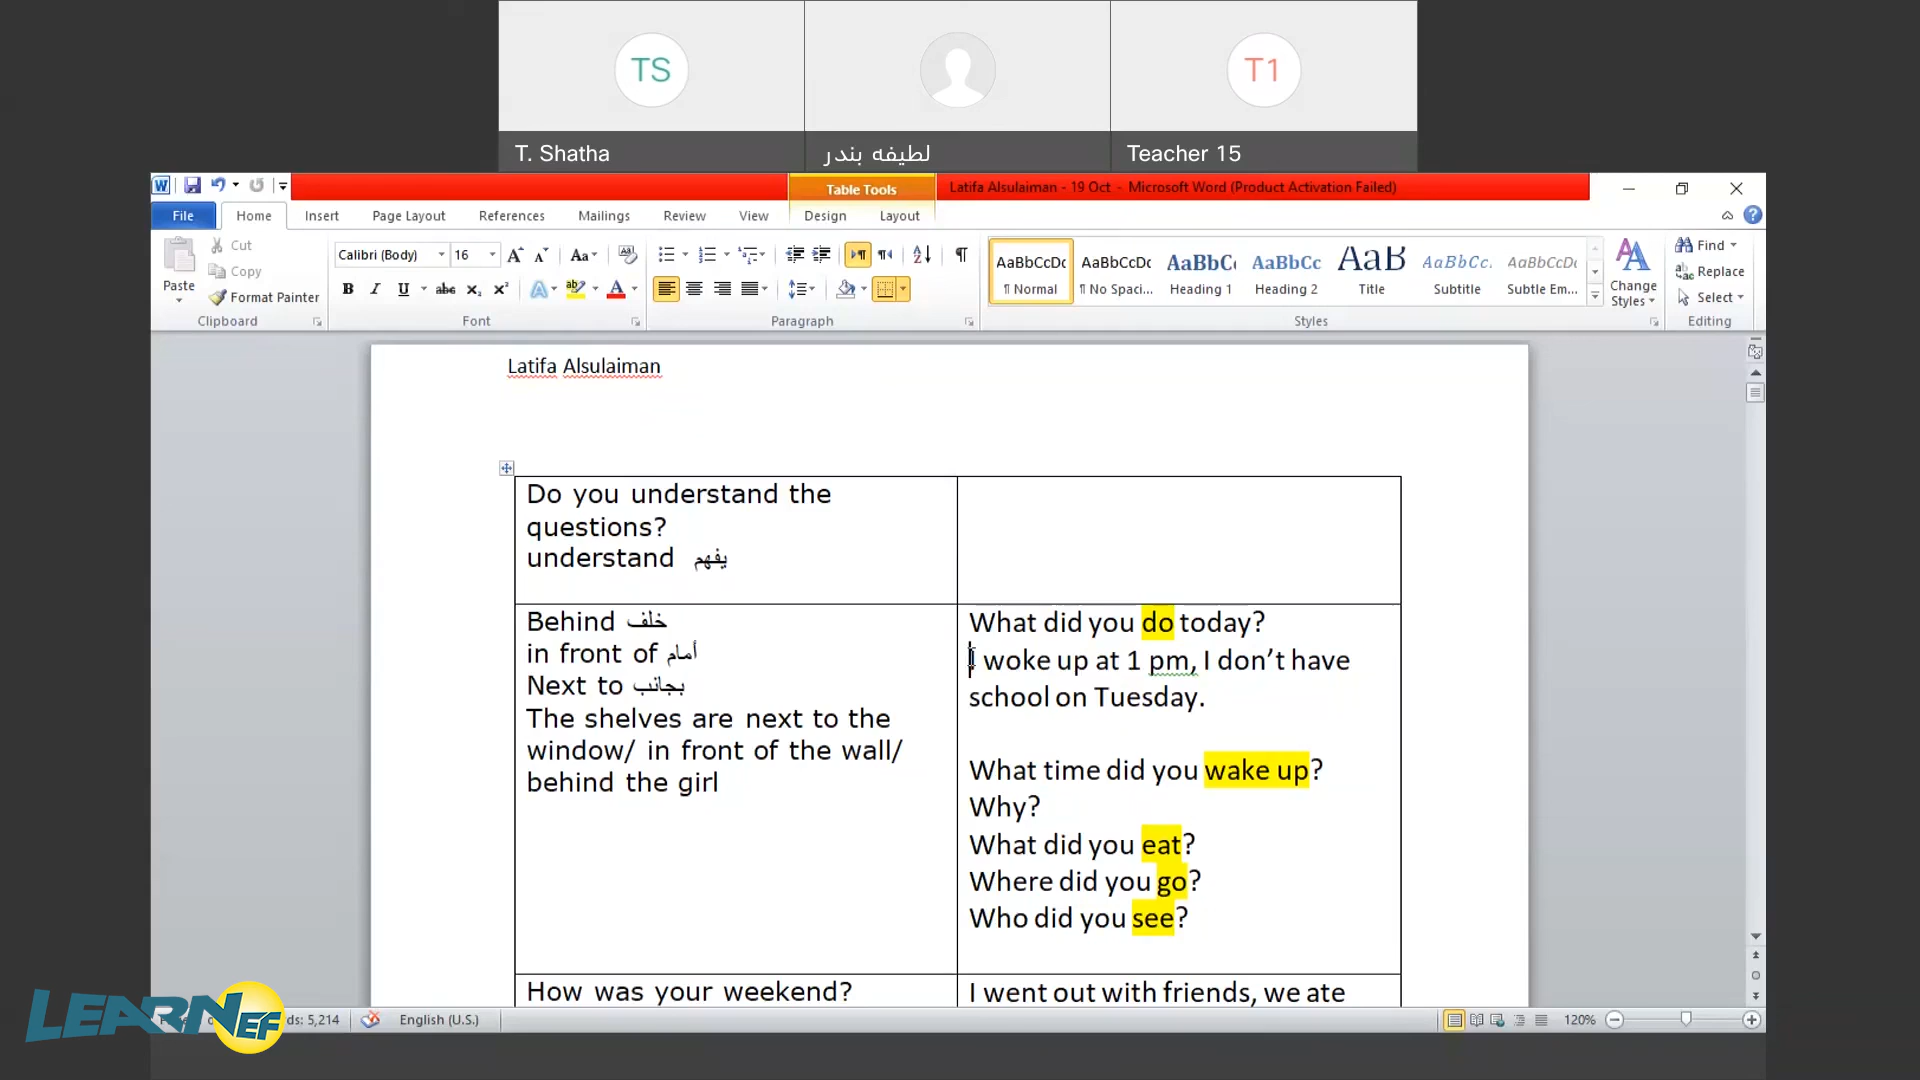 TS
T1
T. Shatha
لطيفه بندر
Teacher 15
Table Tools
Latifa Alsulaiman - 19 Oct - Microsoft Word (Product Activation Failed)
File Home Insert Page Layout References Mailings Review View Design Layout
Paste
Cut
Copy
Format Painter
Clipboard
Calibri (Body) 16
Font
Paragraph
AaBbCcDc AaBbCcDc AaBbC AaBbCc AaB AaBbCc. AaBbCcDc
¶ Normal ¶ No Spaci... Heading 1 Heading 2 Title Subtitle Subtle Em...
Change
Styles
Styles
Find
Replace
Select
Editing
Latifa Alsulaiman
Do you understand the
questions?
understand يفهم
Behind خلف
in front of أمام
Next to بجانب
The shelves are next to the
window/ in front of the wall/
behind the girl
What did you do today?
I woke up at 1 pm, I don’t have
school on Tuesday.
What time did you wake up?
Why?
What did you eat?
Where did you go?
Who did you see?
How was your weekend?
I went out with friends, we ate
LEARN EF
ds: 5,214
English (U.S.)
120%